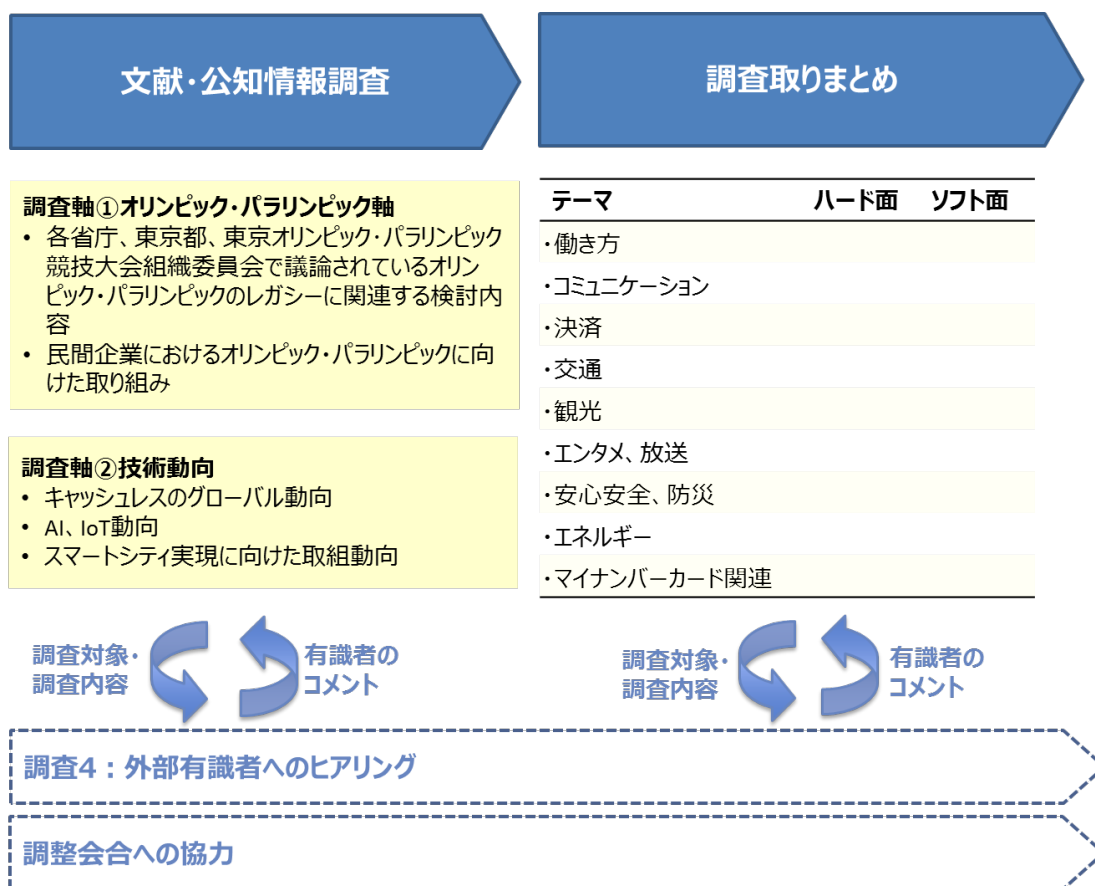 文献・公知情報調査
調査取りまとめ
調査軸①オリンピック・パラリンピック軸
• 各省庁、東京都、東京オリンピック・パラリンピック
競技大会組織委員会で議論されているオリン
ピック・パラリンピックのレガシーに関連する検討内
容
• 民間企業におけるオリンピック・パラリンピックに向
けた取り組み
調査軸②技術動向
• キャッシュレスのグローバル動向
• AI、IoT動向
• スマートシティ実現に向けた取組動向
テーマ ハード面 ソフト面
・働き方
・コミュニケーション
・決済
・交通
・観光
・エンタメ、放送
・安心安全、防災
・エネルギー
・マイナンバーカード関連
調査対象・
調査内容
有識者の
コメント
調査対象・
調査内容
有識者の
コメント
調査4：外部有識者へのヒアリング
調整会合への協力